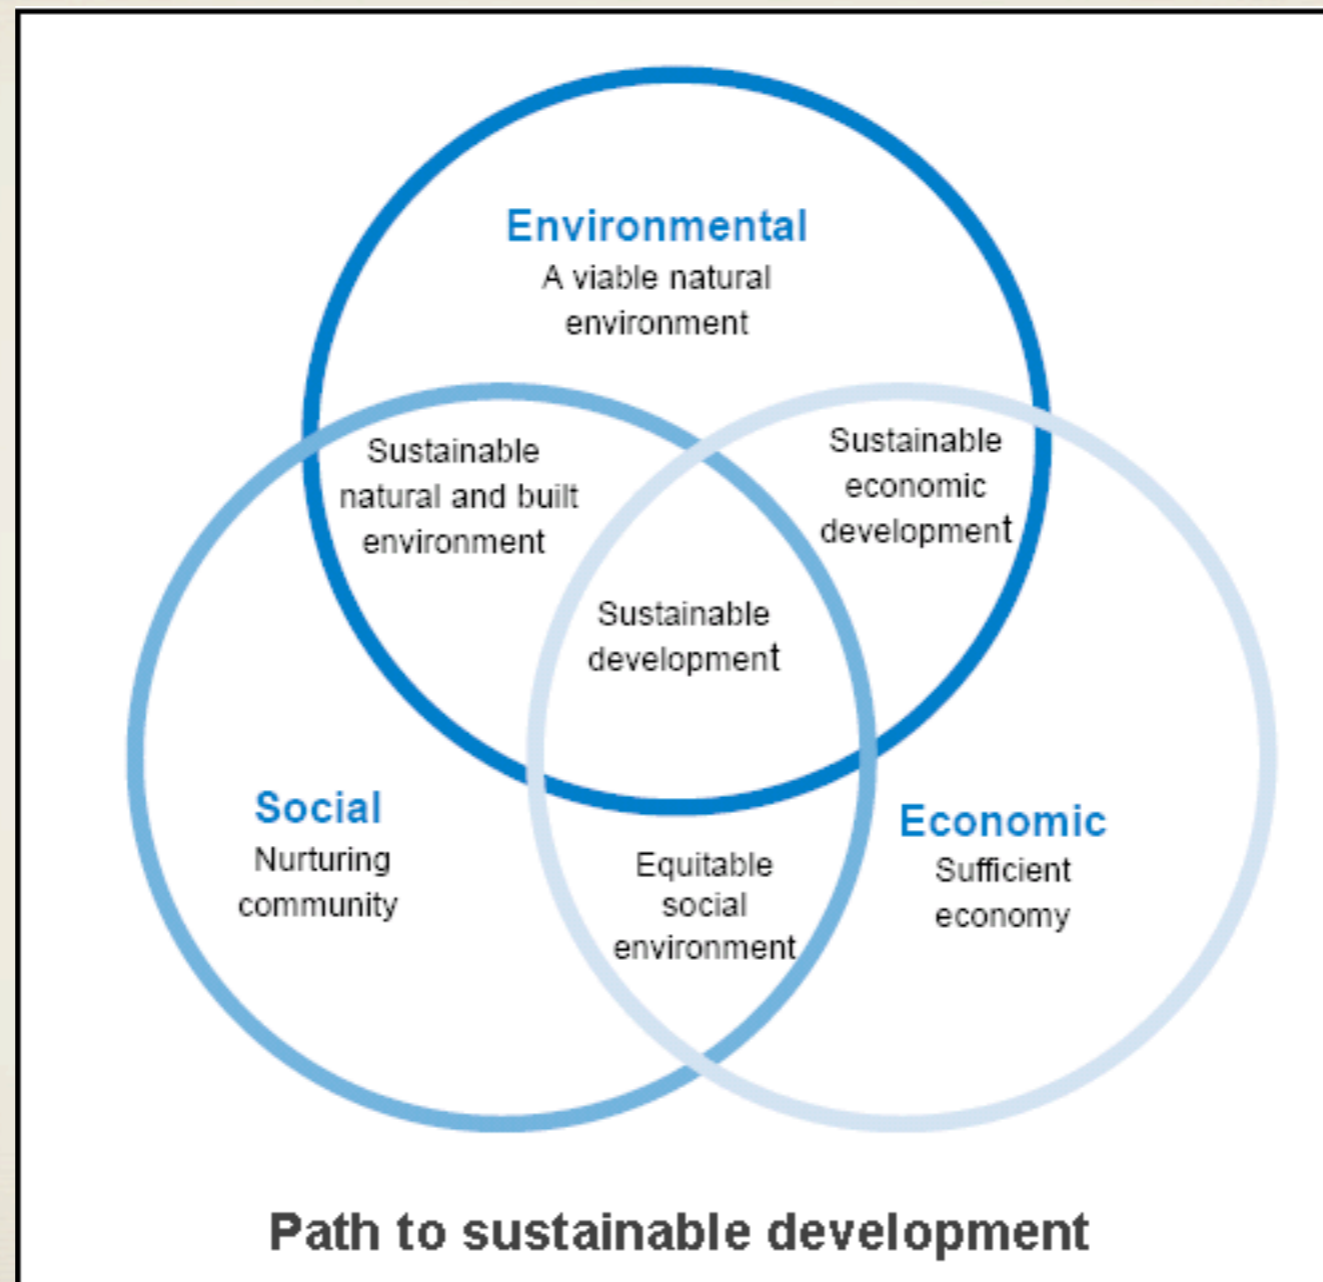 Environmental
A viable natural
environment
Sustainable
natural and built
environment
Sustainable
economic
development
Sustainable
development
Social
Nurturing
community
Equitable
social
environment
Economic
Sufficient
economy
Path to sustainable development